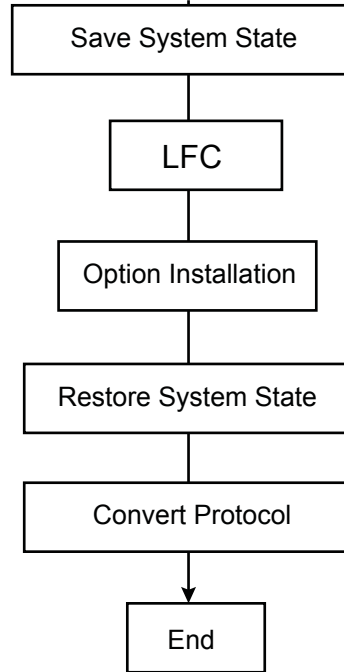 Save System State
LFC
Option Installation
Restore System State
Convert Protocol
End